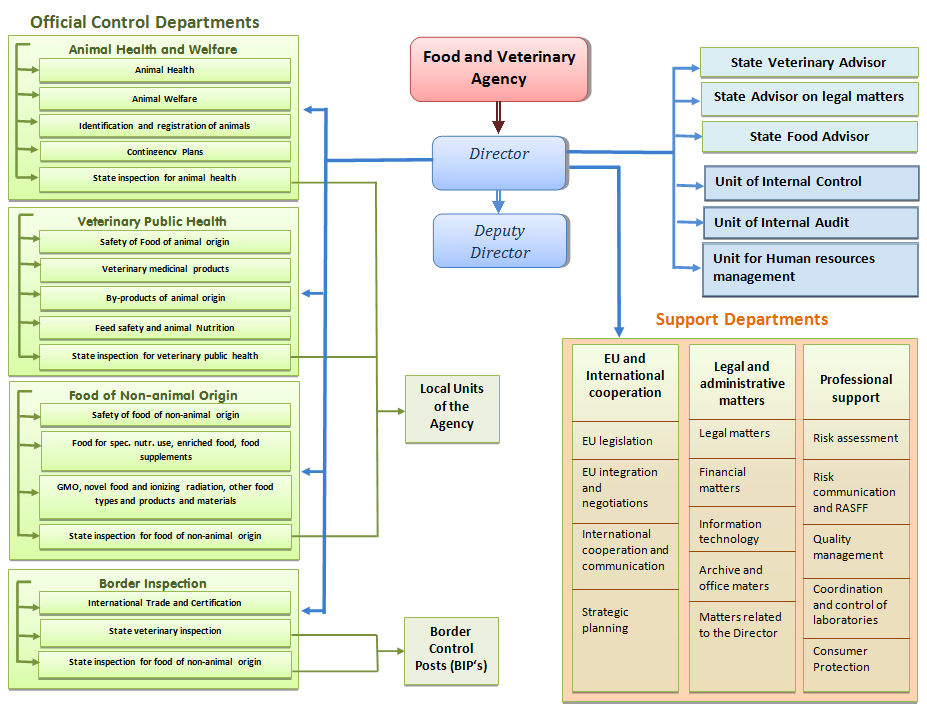 Official Control Departments
Animal Health and Welfare
Animal Health
Animal Welfare
Identification and registration of animals
Contingency Plans
State inspection for animal health
Veterinary Public Health
Safety of Food of animal origin
Veterinary medicinal products
By-products of animal origin
Feed safety and animal Nutrition
State inspection for veterinary public health
Food of Non-animal Origin
Safety of food of non-animal origin
Food for spec. nutr. use, enriched food, food
supplements
GMO, novel food and ionizing radiation, other food
types and products and materials
State inspection for food of non-animal origin
Border Inspection
International Trade and Certification
State veterinary inspection
State inspection for food of non-animal origin
Food and Veterinary
Agency
Director
Deputy
Director
Local Units
of the
Agency
Border
Control
Posts (BIP‘s)
State Veterinary Advisor
State Advisor on legal matters
State Food Advisor
Unit of Internal Control
Unit of Internal Audit
Unit for Human resources
management
Support Departments
EU and
International
cooperation
EU legislation
EU integration
and
negotiations
International
cooperation and
communication
Strategic
planning
Legal and
administrative
matters
Legal matters
Financial
matters
Information
technology
Archive and
office maters
Matters related
to the Director
Professional
support
Risk assessment
Risk
communication
and RASFF
Quality
management
Coordination
and control of
laboratories
Consumer
Protection